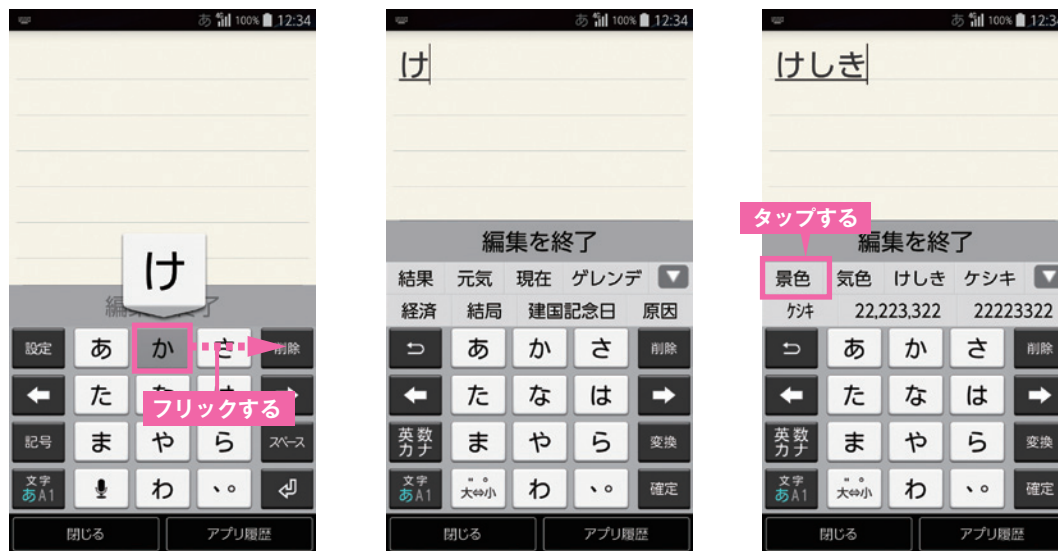 あ 4G 100% 12:34
け
編 了
設定 あ か さ 削除
た
フリックする
記号 ま や ら スペース
文字 あA1 わ 、。
閉じる アプリ履歴
あ 4G 100% 12:34
け
編集を終了
結果 元気 現在 ゲレンデ
経済 結局 建国記念日 原因
あ か さ 削除
た な は
英数カナ ま や ら 変換
文字 あA1 大⇔小 わ 、。 確定
閉じる アプリ履歴
あ 4G 100% 12:34
けしき
タップする
編集を終了
景色 気色 けしき ケシキ
ケシキ 22,223,322 22223322
あ か さ 削除
た な は
英数カナ ま や ら 変換
文字 あA1 大⇔小 わ 、。 確定
閉じる アプリ履歴